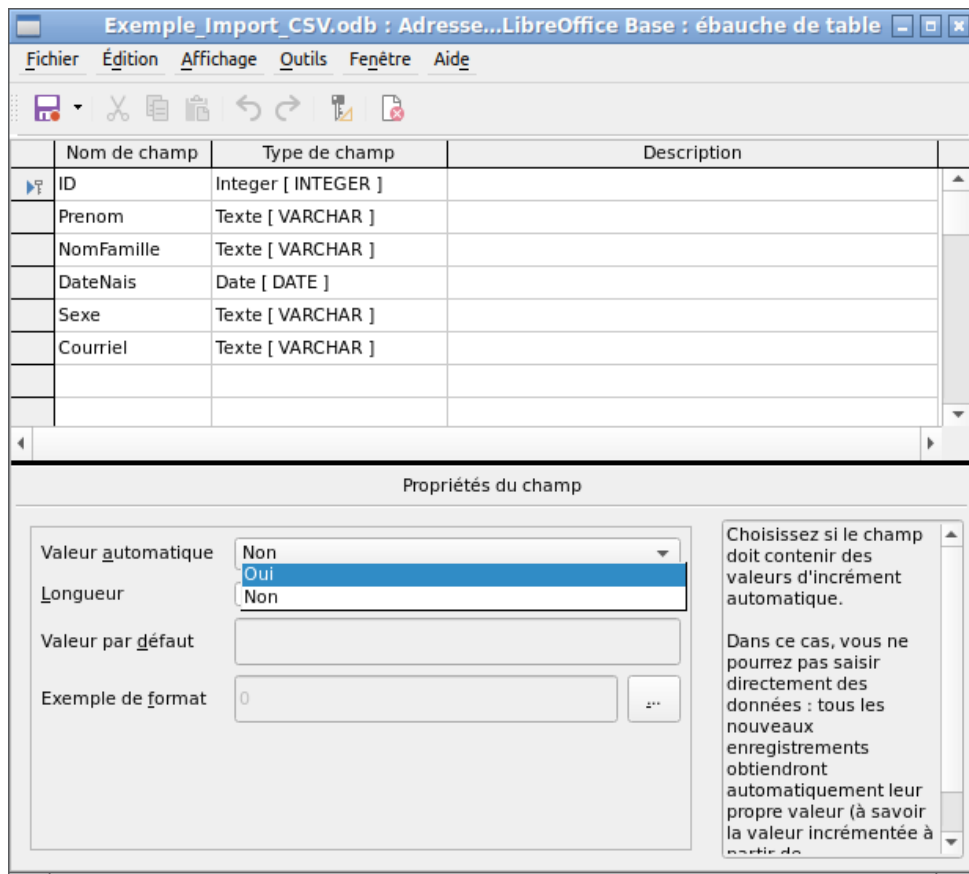 Exemple_Import_CSV.odb : Adresse...LibreOffice Base : ébauche de table
Fichier Édition Affichage Outils Fenêtre Aide
Nom de champ Type de champ Description
ID Integer [ INTEGER ]
Prenom Texte [ VARCHAR ]
NomFamille Texte [ VARCHAR ]
DateNais Date [ DATE ]
Sexe Texte [ VARCHAR ]
Courriel Texte [ VARCHAR ]
Propriétés du champ
Valeur automatique Non
Oui
Longueur
Non
Valeur par défaut
Exemple de format 0 ...
Choisissez si le champ
doit contenir des
valeurs d'incrément
automatique.
Dans ce cas, vous ne
pourrez pas saisir
directement des
données : tous les
nouveaux
enregistrements
obtiendront
automatiquement leur
propre valeur (à savoir
la valeur incrémentée à
partir de